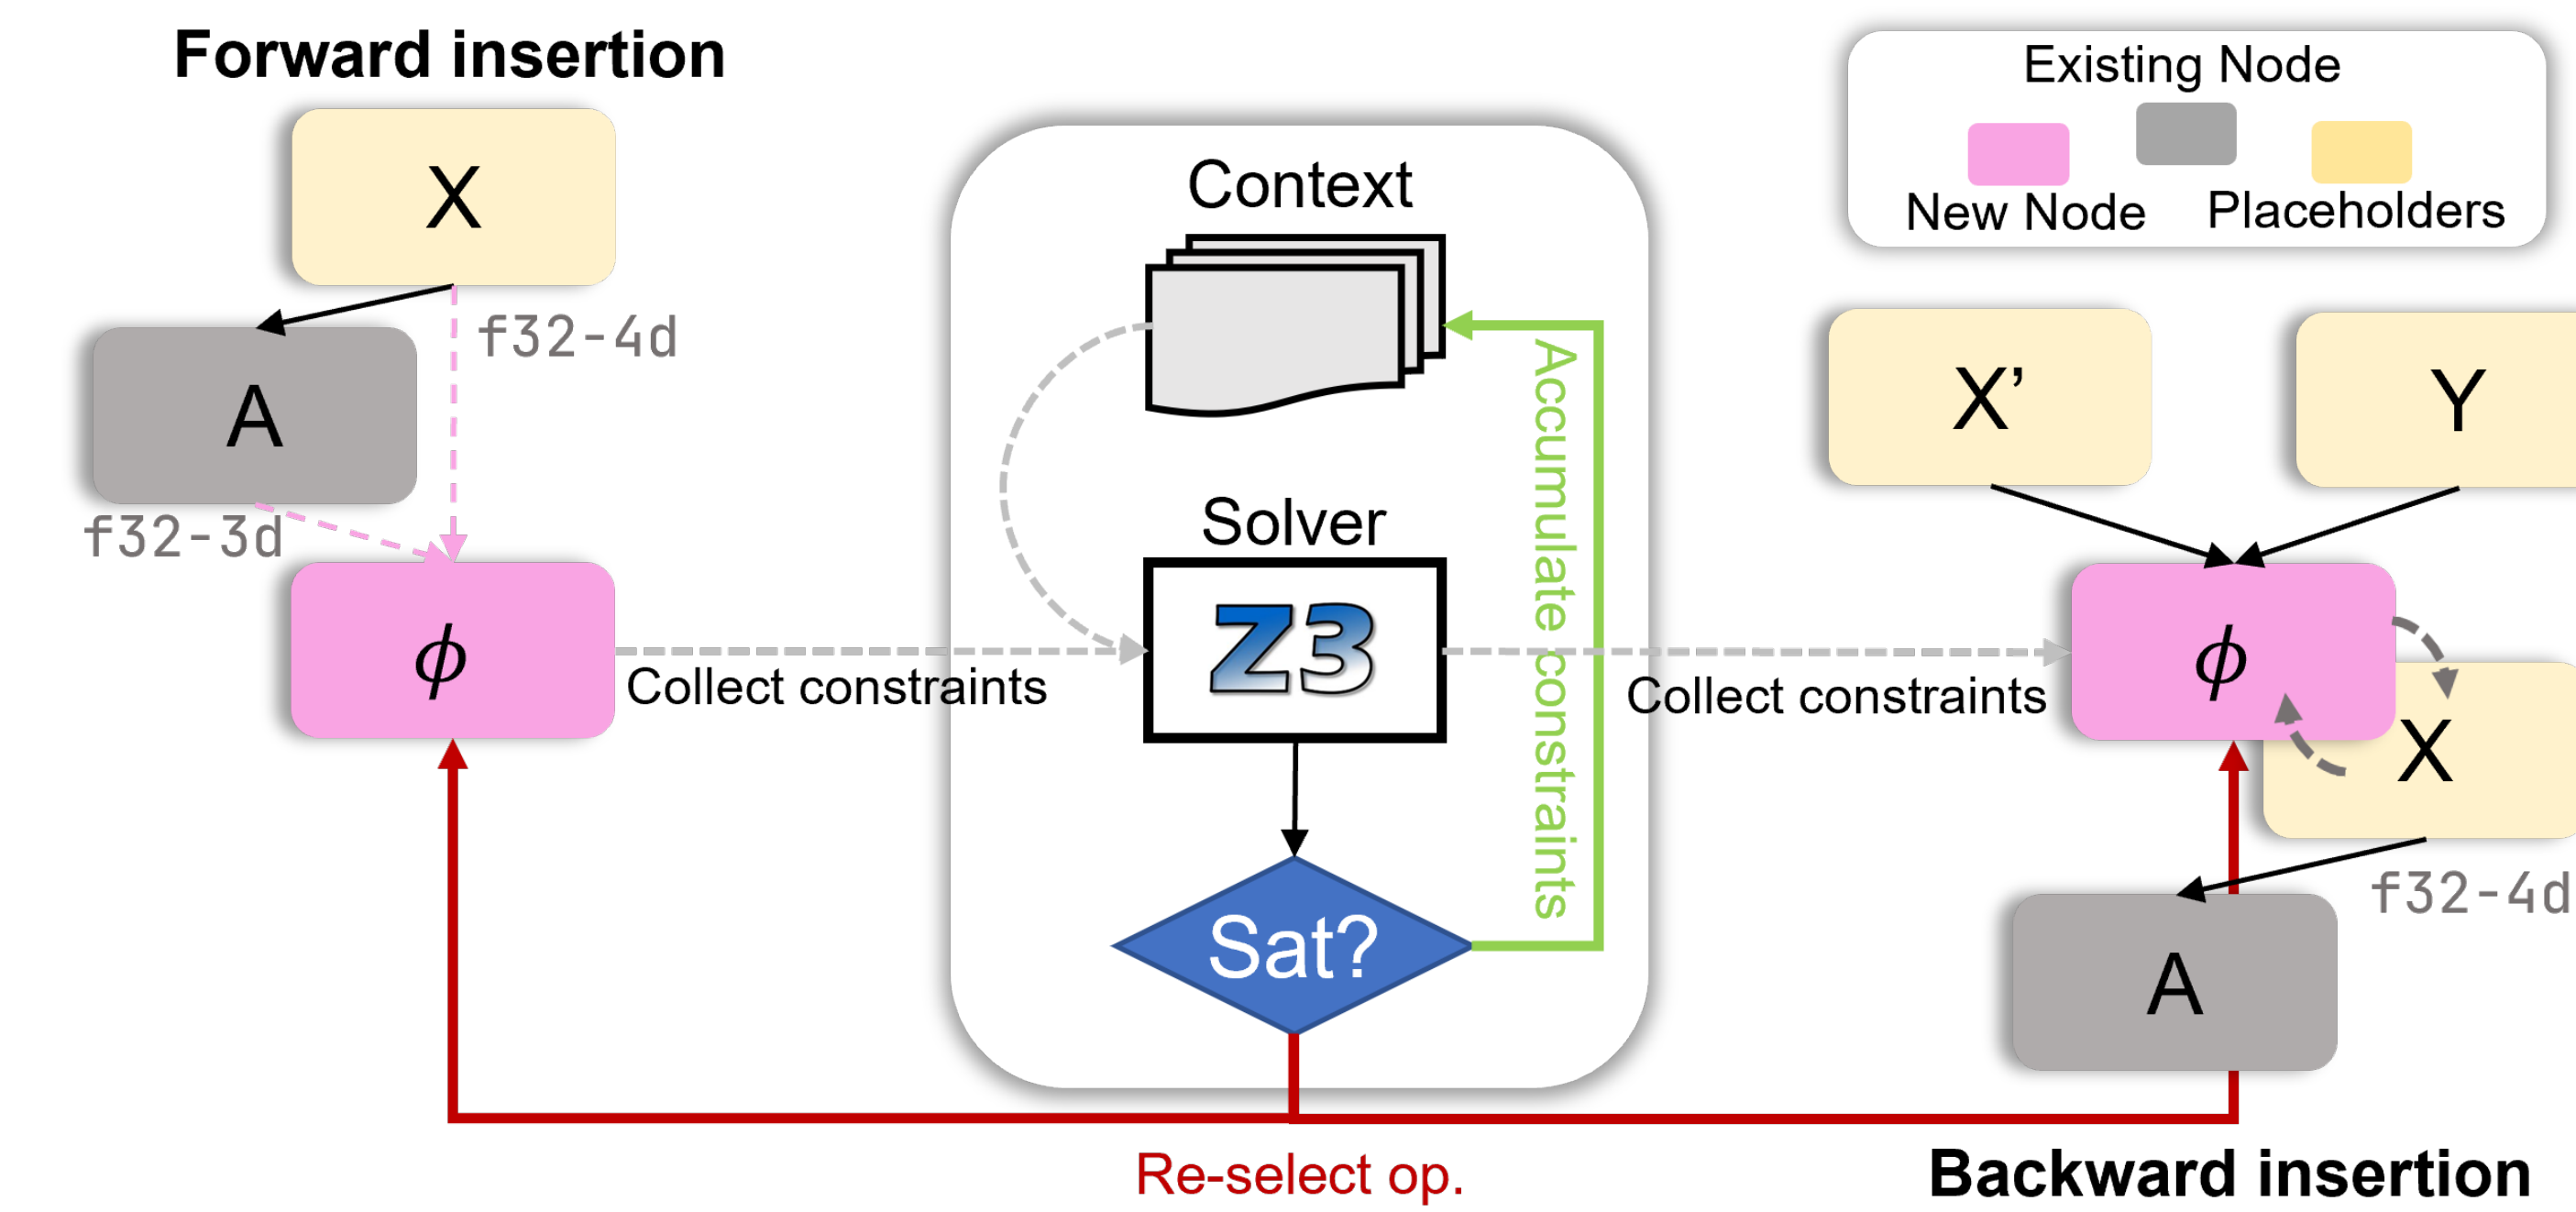 Forward insertion
X
f32-4d
A
f32-3d
ϕ
Collect constraints
Context
Solver
Z3
Sat?
Accumulate constraints
Re-select op.
Existing Node
New Node
Placeholders
X’
Y
Collect constraints
ϕ
X
f32-4d
A
Backward insertion